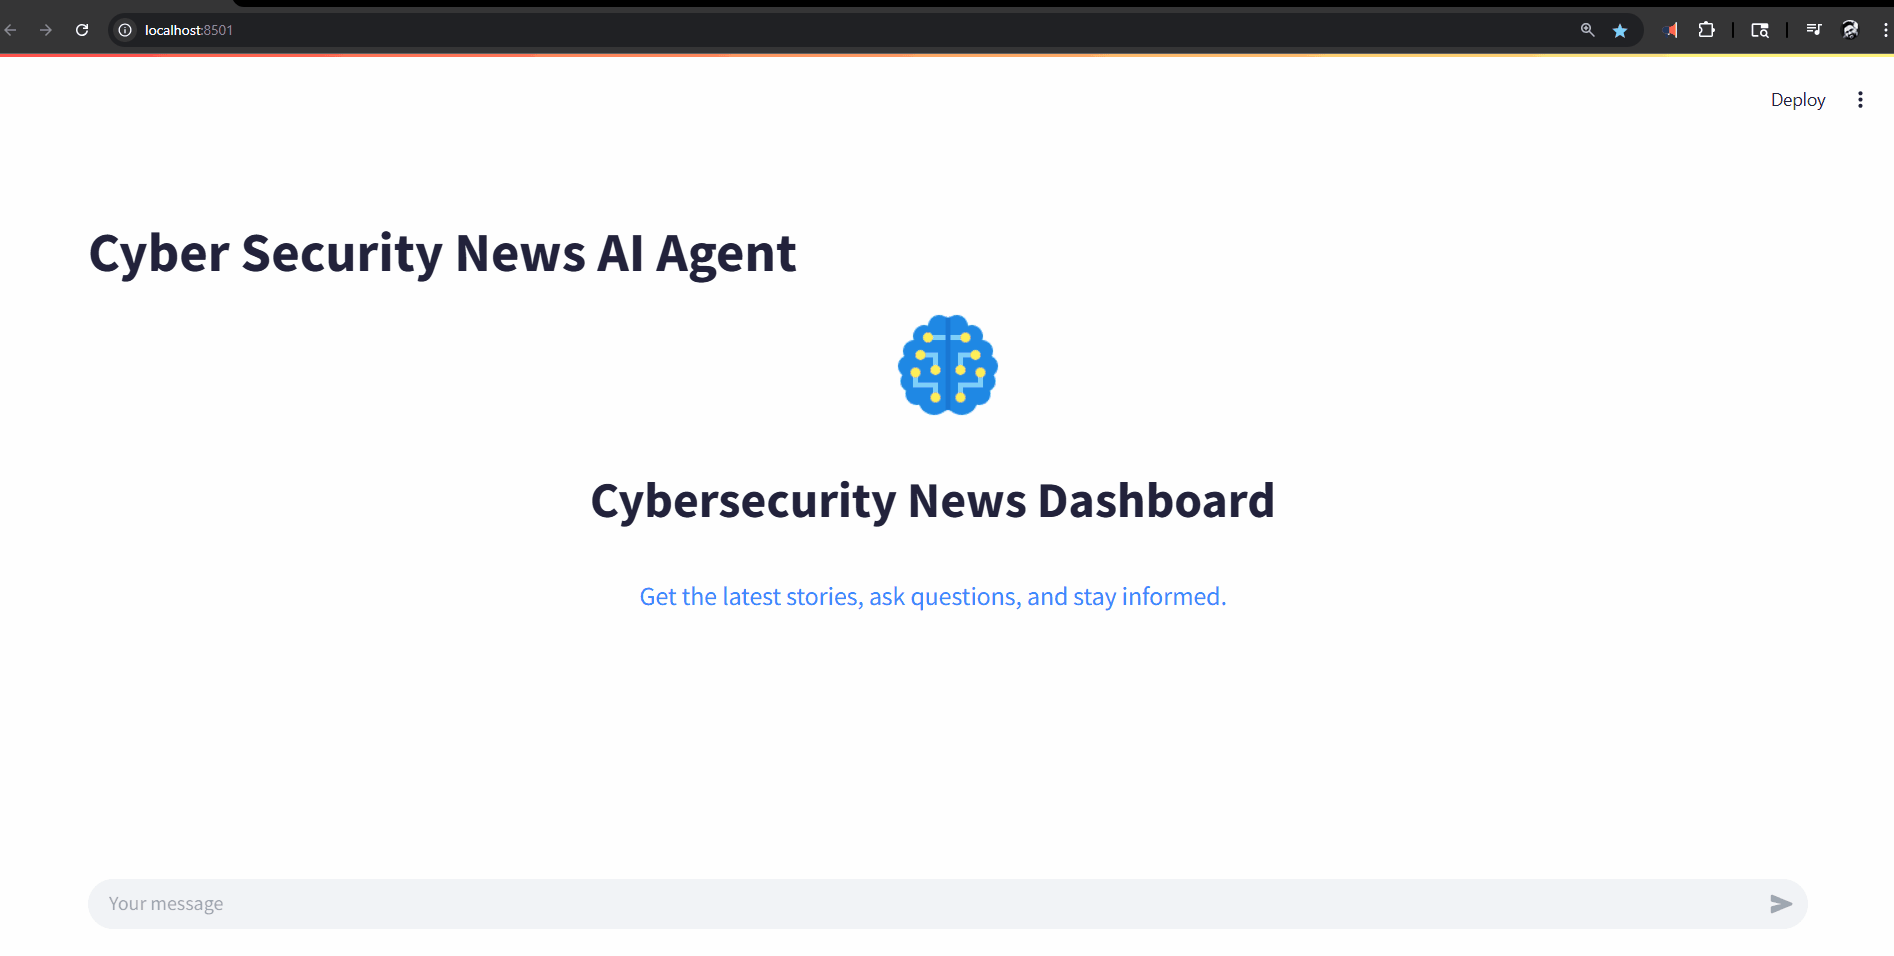 localhost:8501
Deploy
Cyber Security News AI Agent
Cybersecurity News Dashboard
Get the latest stories, ask questions, and stay informed.
Your message